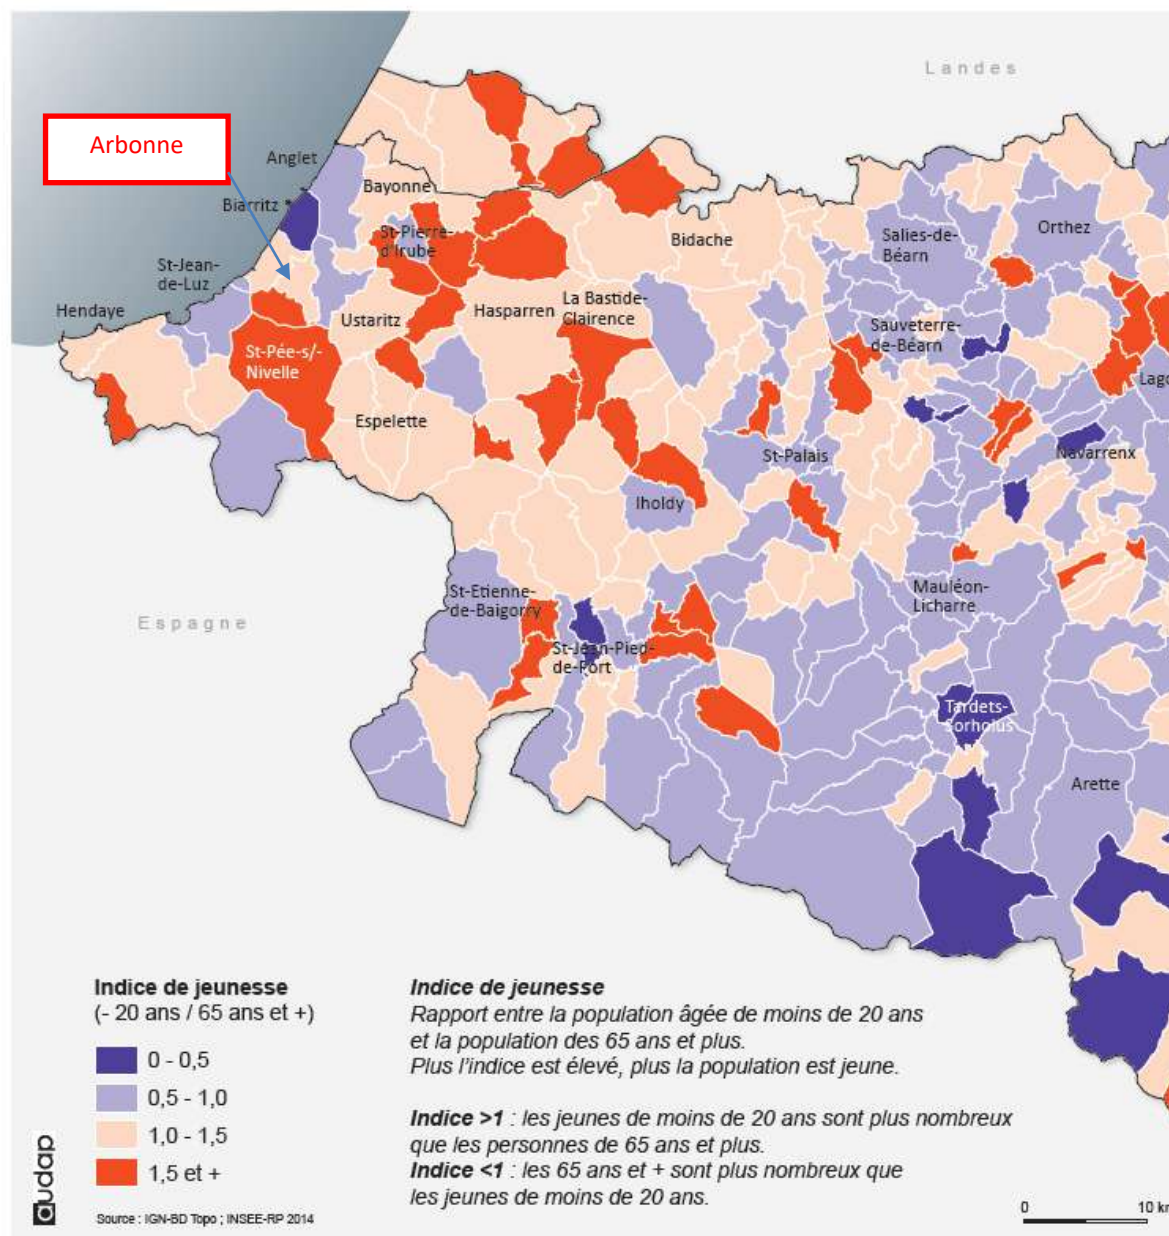 Landes
Arbonne
Anglet
Bayonne
Biarritz
St-Pierre-
d'Irube
Bidache
Orthez
Salies-de-
Béarn
St-Jean-
de-Luz
Hendaye
Ustaritz
Hasparren
La Bastide-
Clairence
Sauveterre-
de-Béarn
St-Pée-s/-
Nivelle
Lago
Espelette
St-Palais
Navarrenx
Iholdy
Mauléon-
Licharre
St-Etienne-
de-Baigorry
Espagne
St-Jean-Pied-
de-Port
Tardets-
Sorholus
Arette
Indice de jeunesse
(- 20 ans / 65 ans et +)
0 - 0,5
0,5 - 1,0
1,0 - 1,5
1,5 et +
Source : IGN-BD Topo ; INSEE-RP 2014
audap
Indice de jeunesse
Rapport entre la population âgée de moins de 20 ans
et la population des 65 ans et plus.
Plus l'indice est élevé, plus la population est jeune.
Indice >1 : les jeunes de moins de 20 ans sont plus nombreux
que les personnes de 65 ans et plus.
Indice <1 : les 65 ans et + sont plus nombreux que
les jeunes de moins de 20 ans.
0 10 km